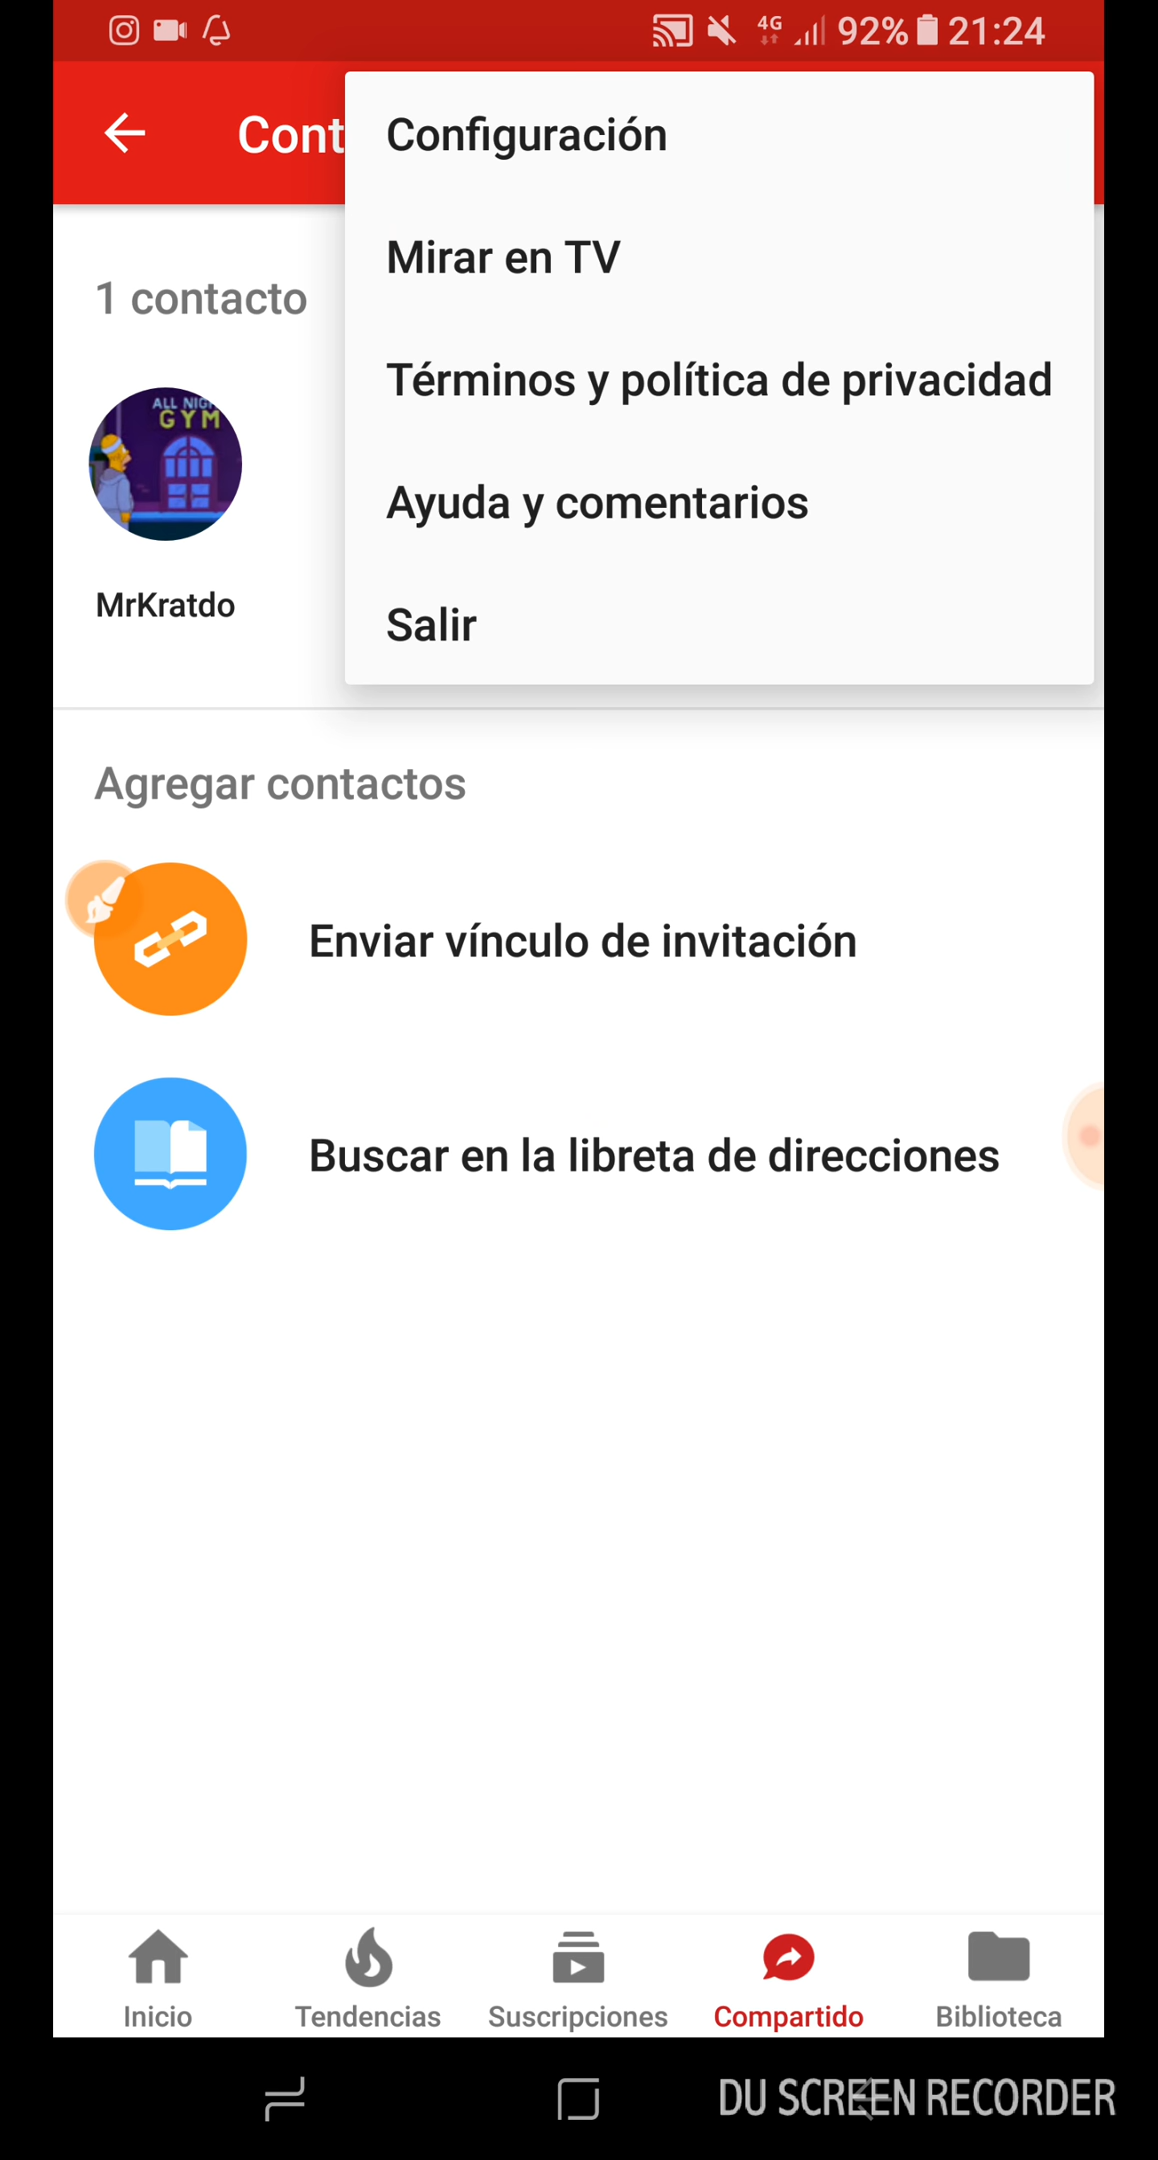 4G 92% 21:24
Cont
Configuración
Mirar en TV
1 contacto
Términos y política de privacidad
ALL NIG
GYM
Ayuda y comentarios
MrKratdo
Salir
Agregar contactos
Enviar vínculo de invitación
Buscar en la libreta de direcciones
Inicio Tendencias Suscripciones Compartido Biblioteca
DU SCREEN RECORDER